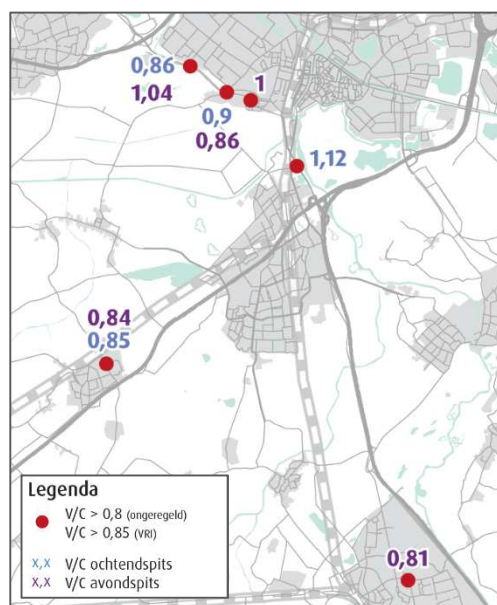 0,86
1,04
1
0,9
0,86
1,12
0,84
0,85
0,81
Legenda
V/C > 0,8 (ongeregeld)
V/C > 0,85 (VRI)
x,x V/C ochtendspits
x,x V/C avondspits